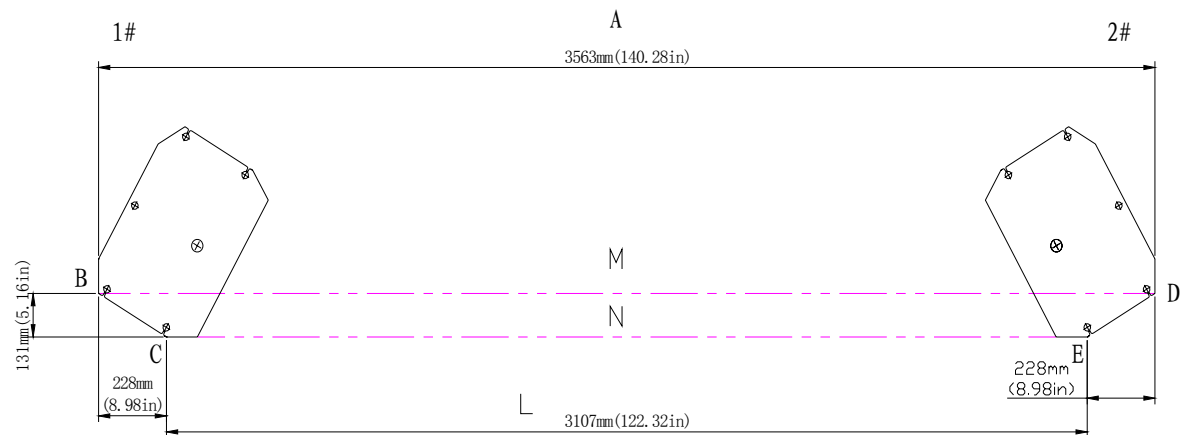 A
1#
2#
3563mm(140.28in)
M
B
D
N
131mm(5.16in)
C
E
228mm
(8.98in)
228mm
(8.98in)
L
3107mm(122.32in)